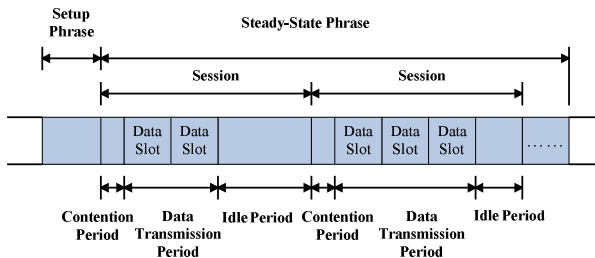 Setup
Phrase
Steady-State Phrase
Session
Session
Data
Slot
Data
Slot
Data
Slot
Data
Slot
Data
Slot
......
Contention
Period
Data
Transmission
Period
Idle Period
Contention
Period
Data
Transmission
Period
Idle Period